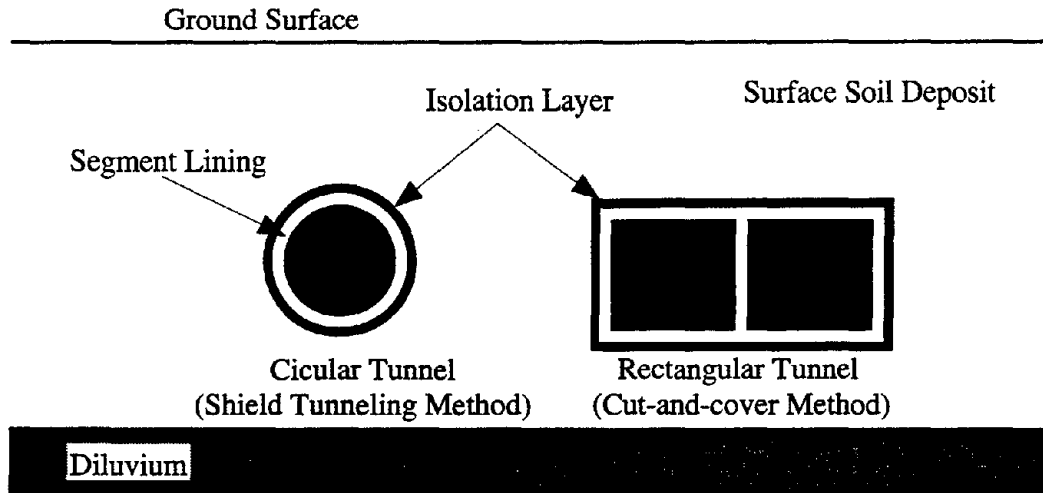 Ground Surface
Isolation Layer
Surface Soil Deposit
Segment Lining
Cicular Tunnel
(Shield Tunneling Method)
Rectangular Tunnel
(Cut-and-cover Method)
Diluvium